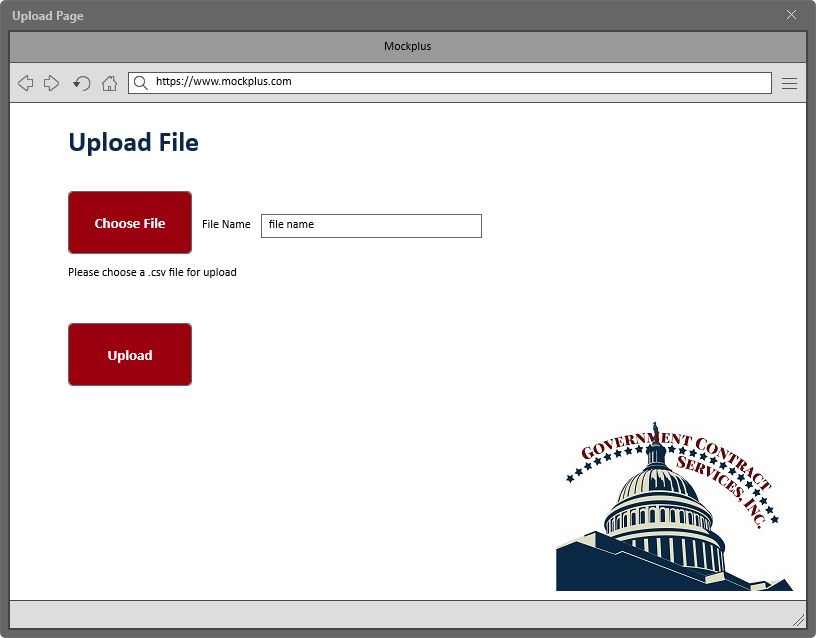 Upload Page
Mockplus
https://www.mockplus.com
Upload File
Choose File
File Name
file name
Please choose a .csv file for upload
Upload
Government Contract
Services, Inc.